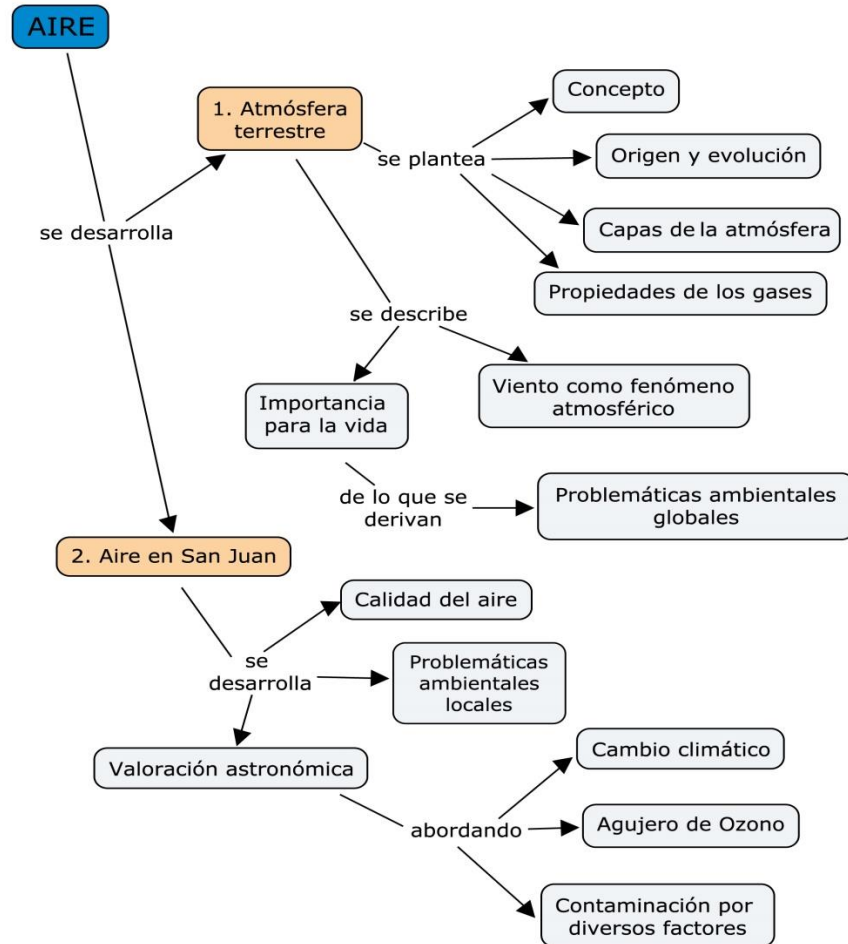 AIRE
1. Atmósfera
terrestre
se plantea
Concepto
Origen y evolución
Capas de la atmósfera
Propiedades de los gases
se desarrolla
se describe
Importancia
para la vida
Viento como fenómeno
atmosférico
de lo que se
derivan
Problemáticas ambientales
globales
2. Aire en San Juan
se
desarrolla
Calidad del aire
Problemáticas
ambientales
locales
Valoración astronómica
abordando
Cambio climático
Agujero de Ozono
Contaminación por
diversos factores